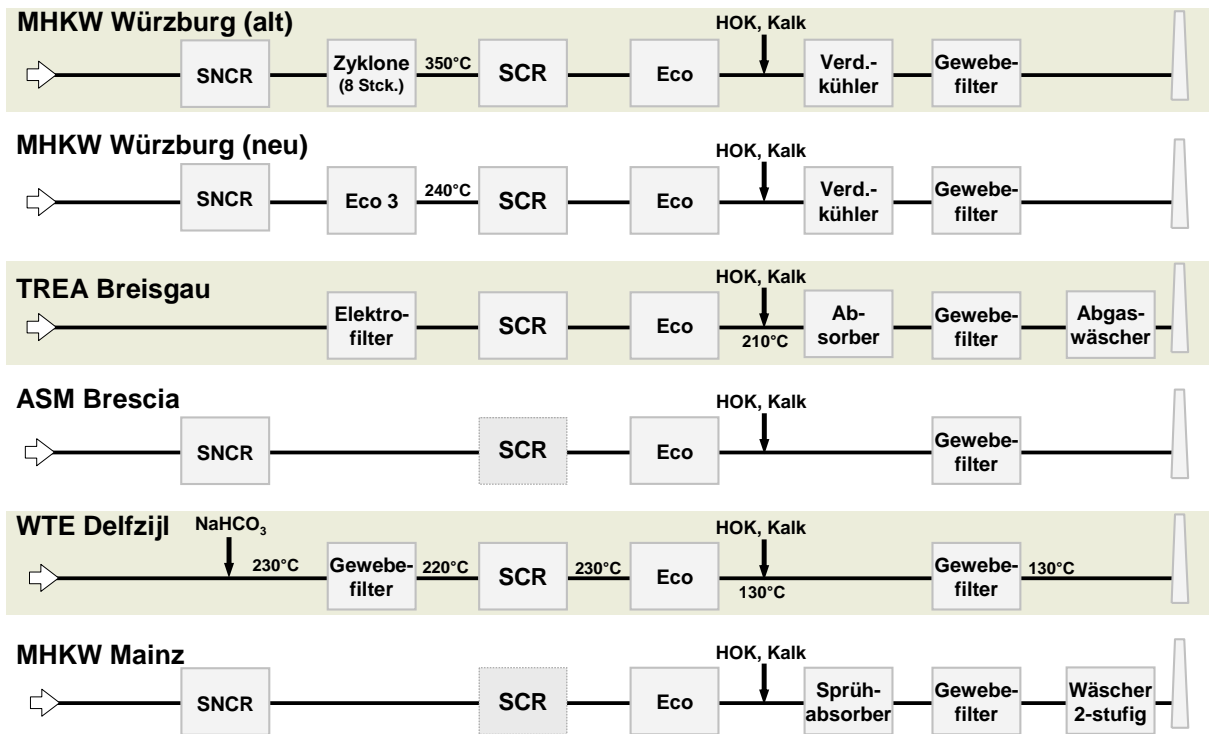 MHKW Würzburg (alt)
HOK, Kalk
SNCR
Zyklone
(8 Stck.)
350°C
SCR
Eco
Verd.-
kühler
Gewebe-
filter
MHKW Würzburg (neu)
HOK, Kalk
SNCR
Eco 3
240°C
SCR
Eco
Verd.-
kühler
Gewebe-
filter
TREA Breisgau
HOK, Kalk
Elektro-
filter
SCR
Eco
210°C
Ab-
sorber
Gewebe-
filter
Abgas-
wäscher
ASM Brescia
HOK, Kalk
SNCR
SCR
Eco
Gewebe-
filter
WTE Delfzijl
NaHCO₃
HOK, Kalk
230°C
Gewebe-
filter
220°C
SCR
230°C
Eco
130°C
Gewebe-
filter
130°C
MHKW Mainz
HOK, Kalk
SNCR
SCR
Eco
Sprüh-
absorber
Gewebe-
filter
Wäscher
2-stufig